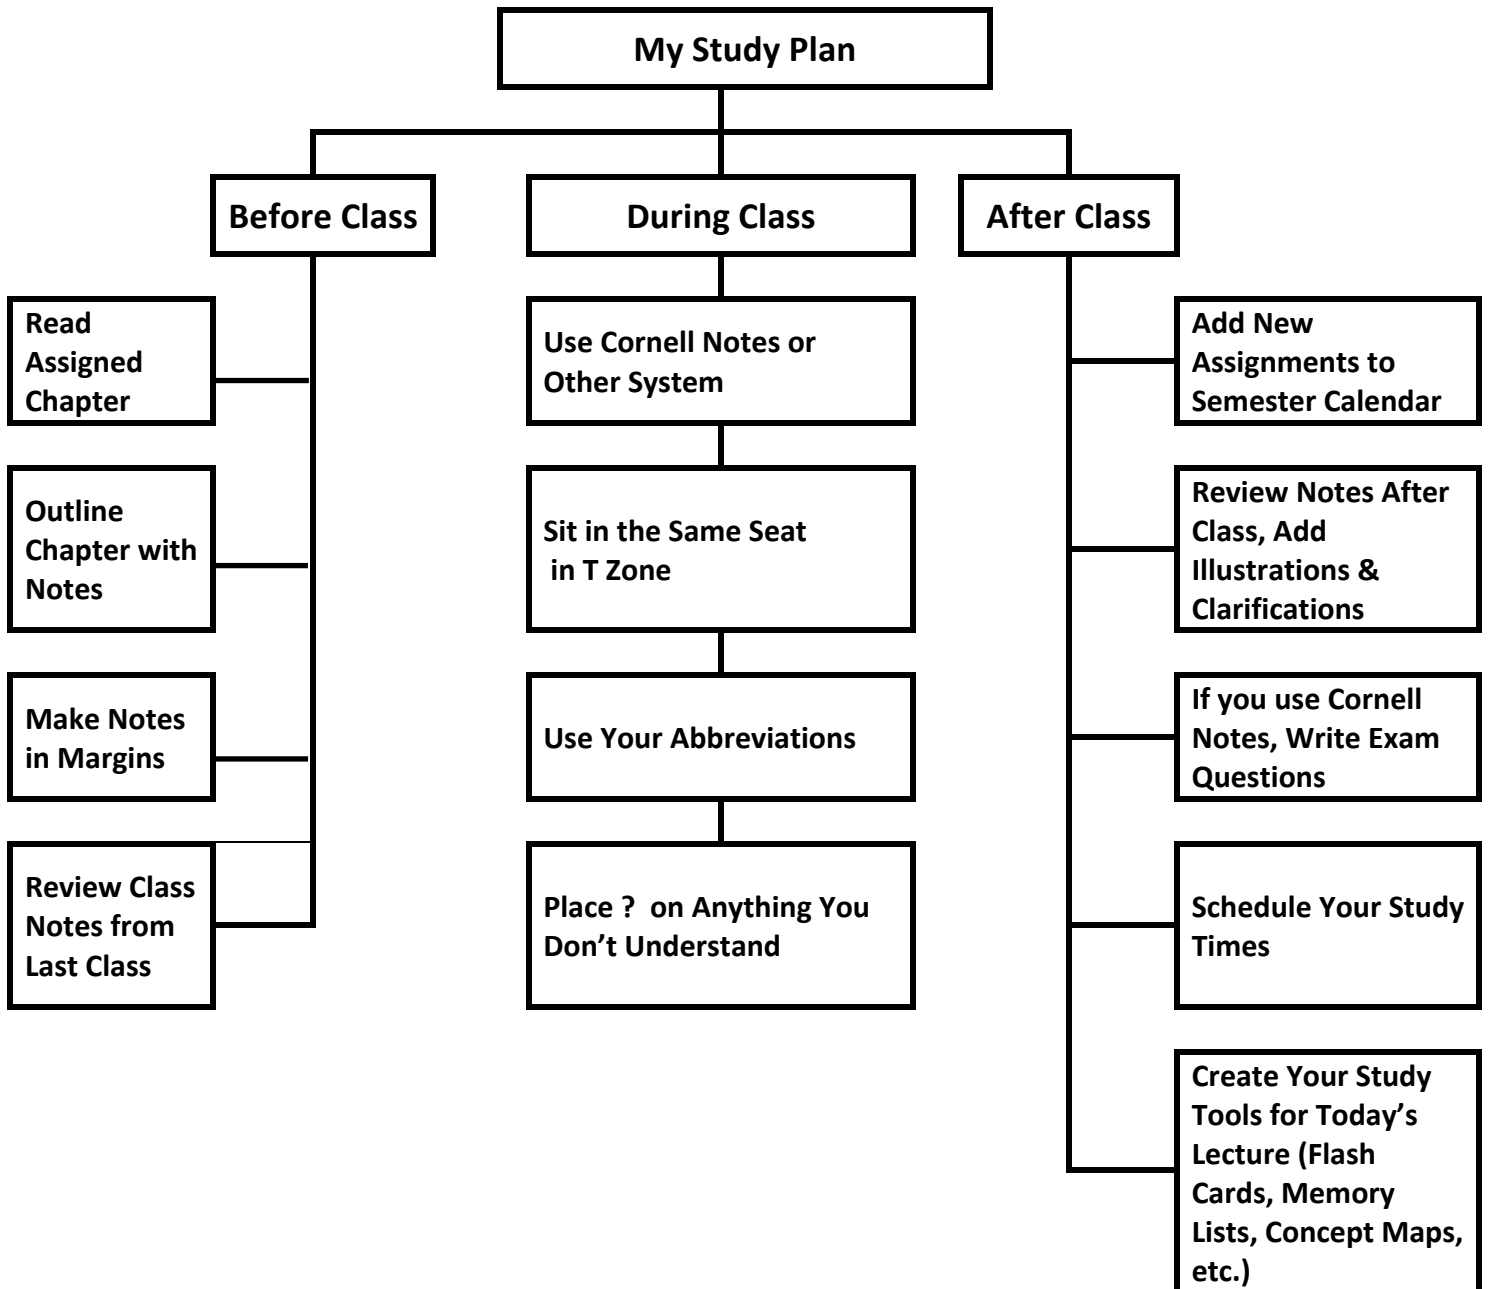 My Study Plan
Before Class
During Class
After Class
Read
Assigned
Chapter
Outline
Chapter with
Notes
Make Notes
in Margins
Review Class
Notes from
Last Class
Use Cornell Notes or
Other System
Sit in the Same Seat
in T Zone
Use Your Abbreviations
Place ?  on Anything You
Don’t Understand
Add New
Assignments to
Semester Calendar
Review Notes After
Class, Add
Illustrations &
Clarifications
If you use Cornell
Notes, Write Exam
Questions
Schedule Your Study
Times
Create Your Study
Tools for Today’s
Lecture (Flash
Cards, Memory
Lists, Concept Maps,
etc.)